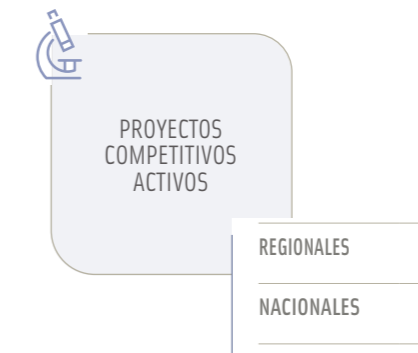 PROYECTOS
COMPETITIVOS
ACTIVOS
REGIONALES
NACIONALES